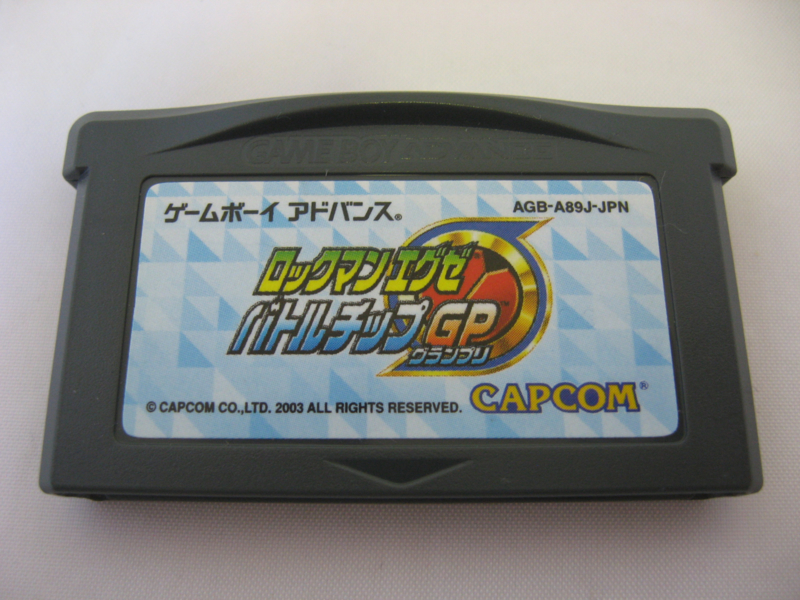 GAME BOY ADVANCE
ゲームボーイ アドバンス®
AGB-A89J-JPN
ロックマンエグゼ
バトルチップGP™
グランプリ
© CAPCOM CO.,LTD. 2003 ALL RIGHTS RESERVED.
CAPCOM®